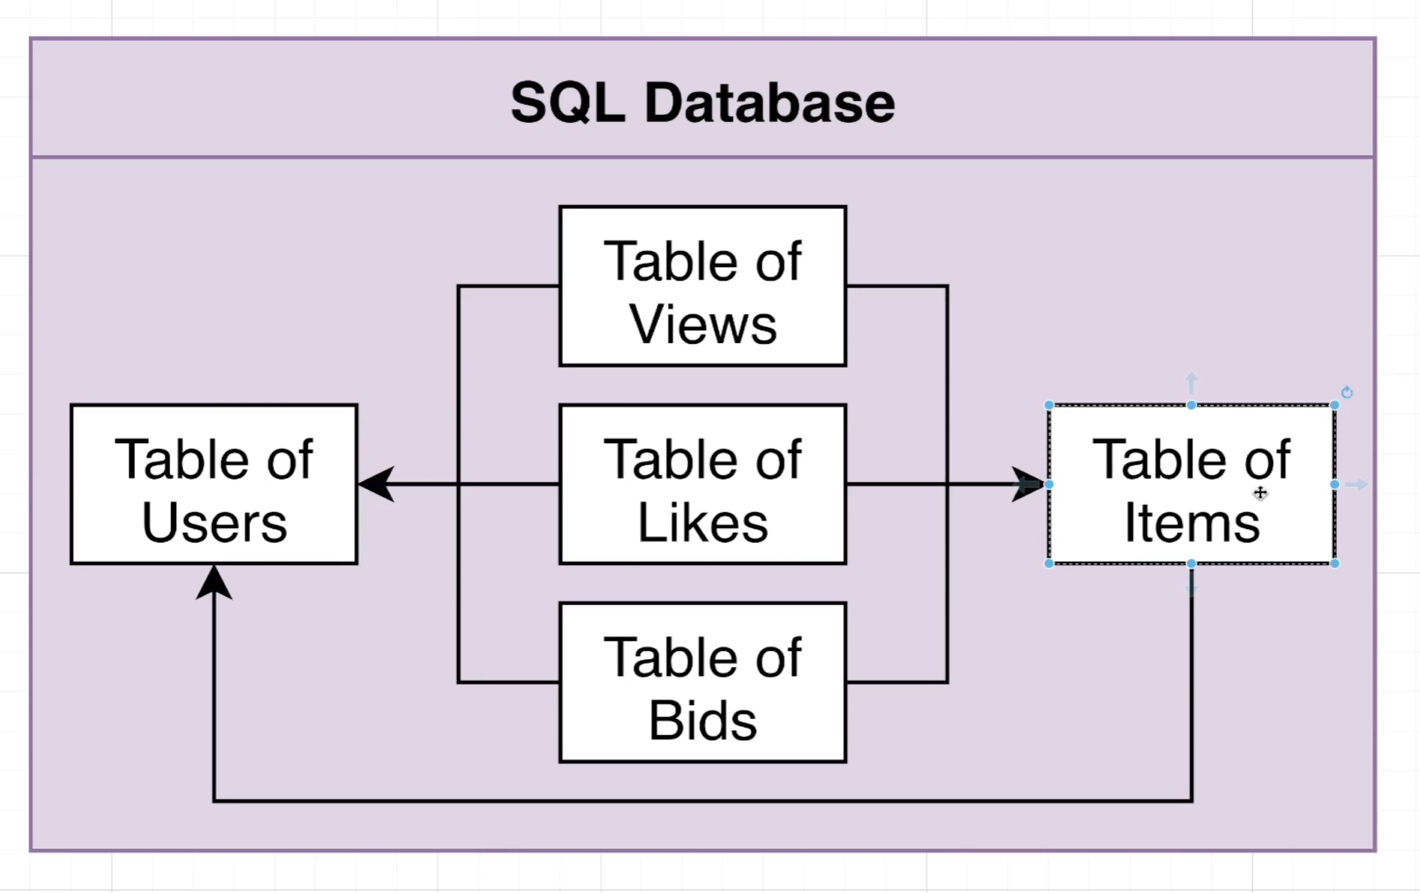 SQL Database
Table of
Views
Table of
Users
Table of
Likes
Table of
Items
Table of
Bids